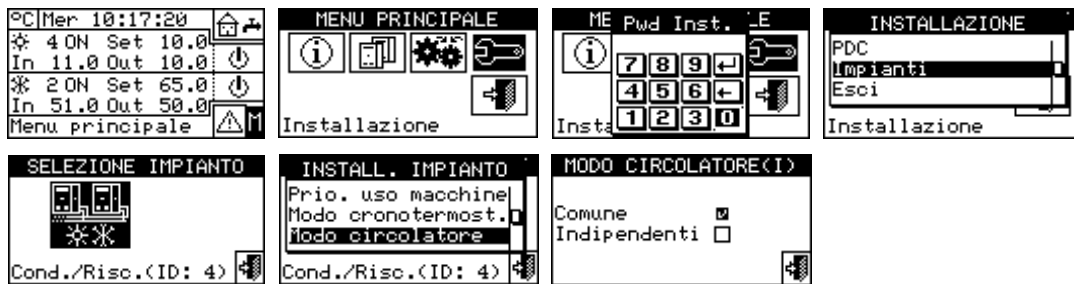 °C Mer 10:17:20
4 ON Set 10.0
In 11.0 Out 10.0
2 ON Set 65.0
In 51.0 Out 50.0
Menu principale M
MENU PRINCIPALE
i
Installazione
ME LE
Pwd Inst.
i
7 8 9
4 5 6
1 2 3 0
Insta
INSTALLAZIONE
PDC
Impianti
Esci
Installazione
SELEZIONE IMPIANTO
Cond./Risc.(ID: 4)
INSTALL. IMPIANTO
Prio. uso macchine
Modo cronotermost.
Modo circolatore
Cond./Risc.(ID: 4)
MODO CIRCOLATORE(I)
Comune
Indipendenti